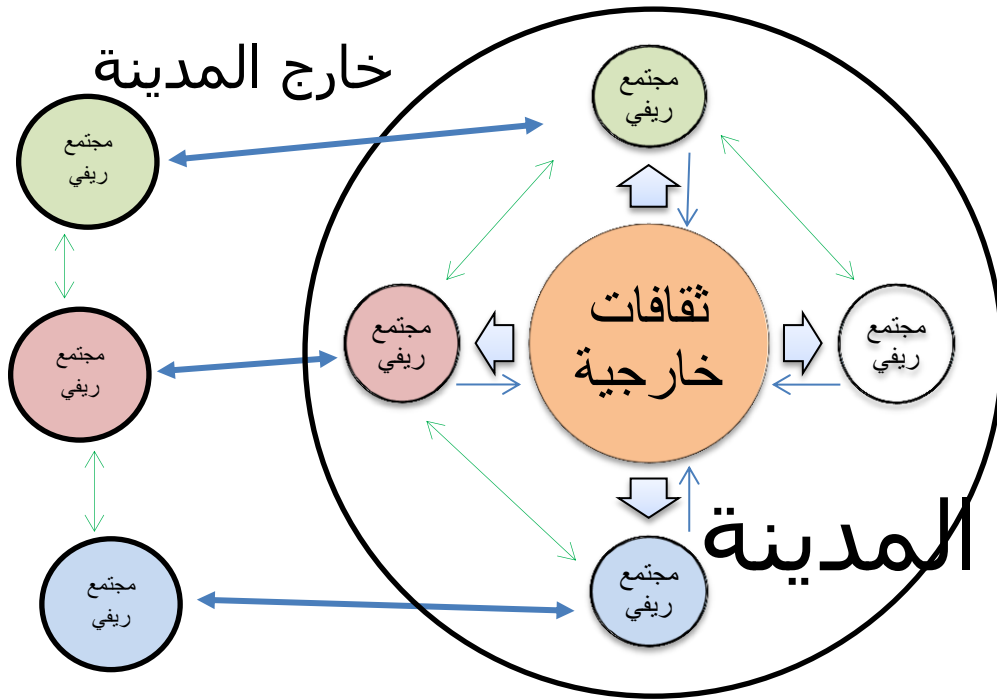 خارج المدينة
مجتمع
ريفي
مجتمع
ريفي
مجتمع
ريفي
مجتمع
ريفي
مجتمع
ريفي
ثقافات
خارجية
مجتمع
ريفي
مجتمع
ريفي
المدينة